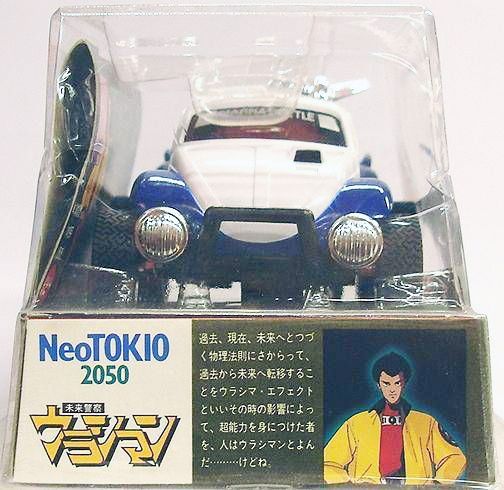 NeoTOKIO
2050
未来警察
ウラシマン
過去、現在、未来へとつづ
く物理法則にさからって、
過去から未来へ転移するこ
とをウラシマ・エフェクト
といいその時の影響によっ
て、超能力を身につけた者
を、人はウラシマンとよん
だ………けどね。